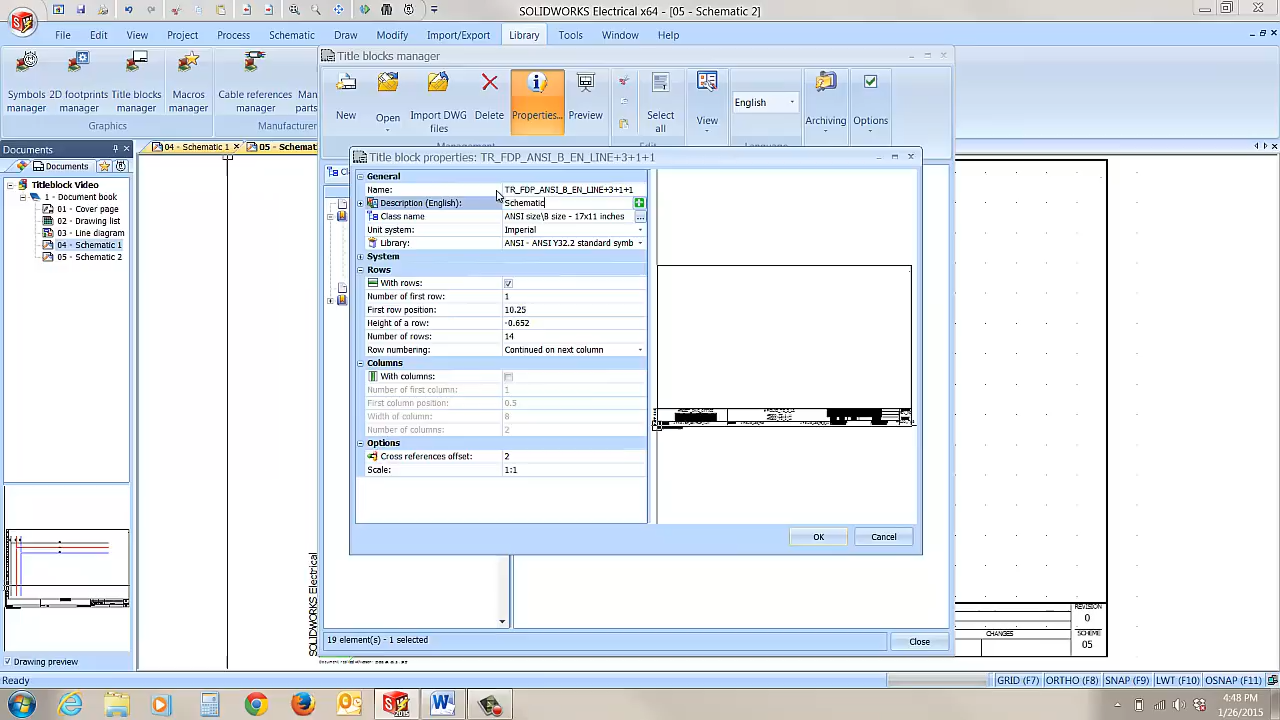 SOLIDWORKS Electrical x64 - [05 - Schematic 2]
File Edit View Project Process Schematic Draw Modify Import/Export Library Tools Window Help
Symbols manager
2D footprints manager
Title blocks manager
Macros manager
Cable references manager
Man parts
Graphics
Manufacturer
Title blocks manager
New
Open
Import DWG files
Delete
Properties...
Preview
Select all
View
English
Language
Archiving
Options
Management
Documents
04 - Schematic 1
05 - Schemat
Documents
Titleblock Video
1 - Document book
01 - Cover page
02 - Drawing list
03 - Line diagram
04 - Schematic 1
05 - Schematic 2
Title block properties: TR_FDP_ANSI_B_EN_LINE+3+1+1
General
Name: TR_FDP_ANSI_B_EN_LINE+3+1+1
Description (English): Schematic
Class name ANSI size\B size - 17x11 inches
Unit system: Imperial
Library: ANSI - ANSI Y32.2 standard symb
System
Rows
With rows:
Number of first row: 1
First row position: 10.25
Height of a row: -0.652
Number of rows: 14
Row numbering: Continued on next column
Columns
With columns:
Number of first column: 1
First column position: 0.5
Width of column: 8
Number of columns: 2
Options
Cross references offset: 2
Scale: 1:1
OK Cancel
SOLIDWORKS Electrical
REVISION
0
CHANGES
SCHEME
05
19 element(s) - 1 selected
Close
Drawing preview
Ready
GRID (F7) ORTHO (F8) SNAP (F9) LWT (F10) OSNAP (F11)
4:48 PM
1/26/2015